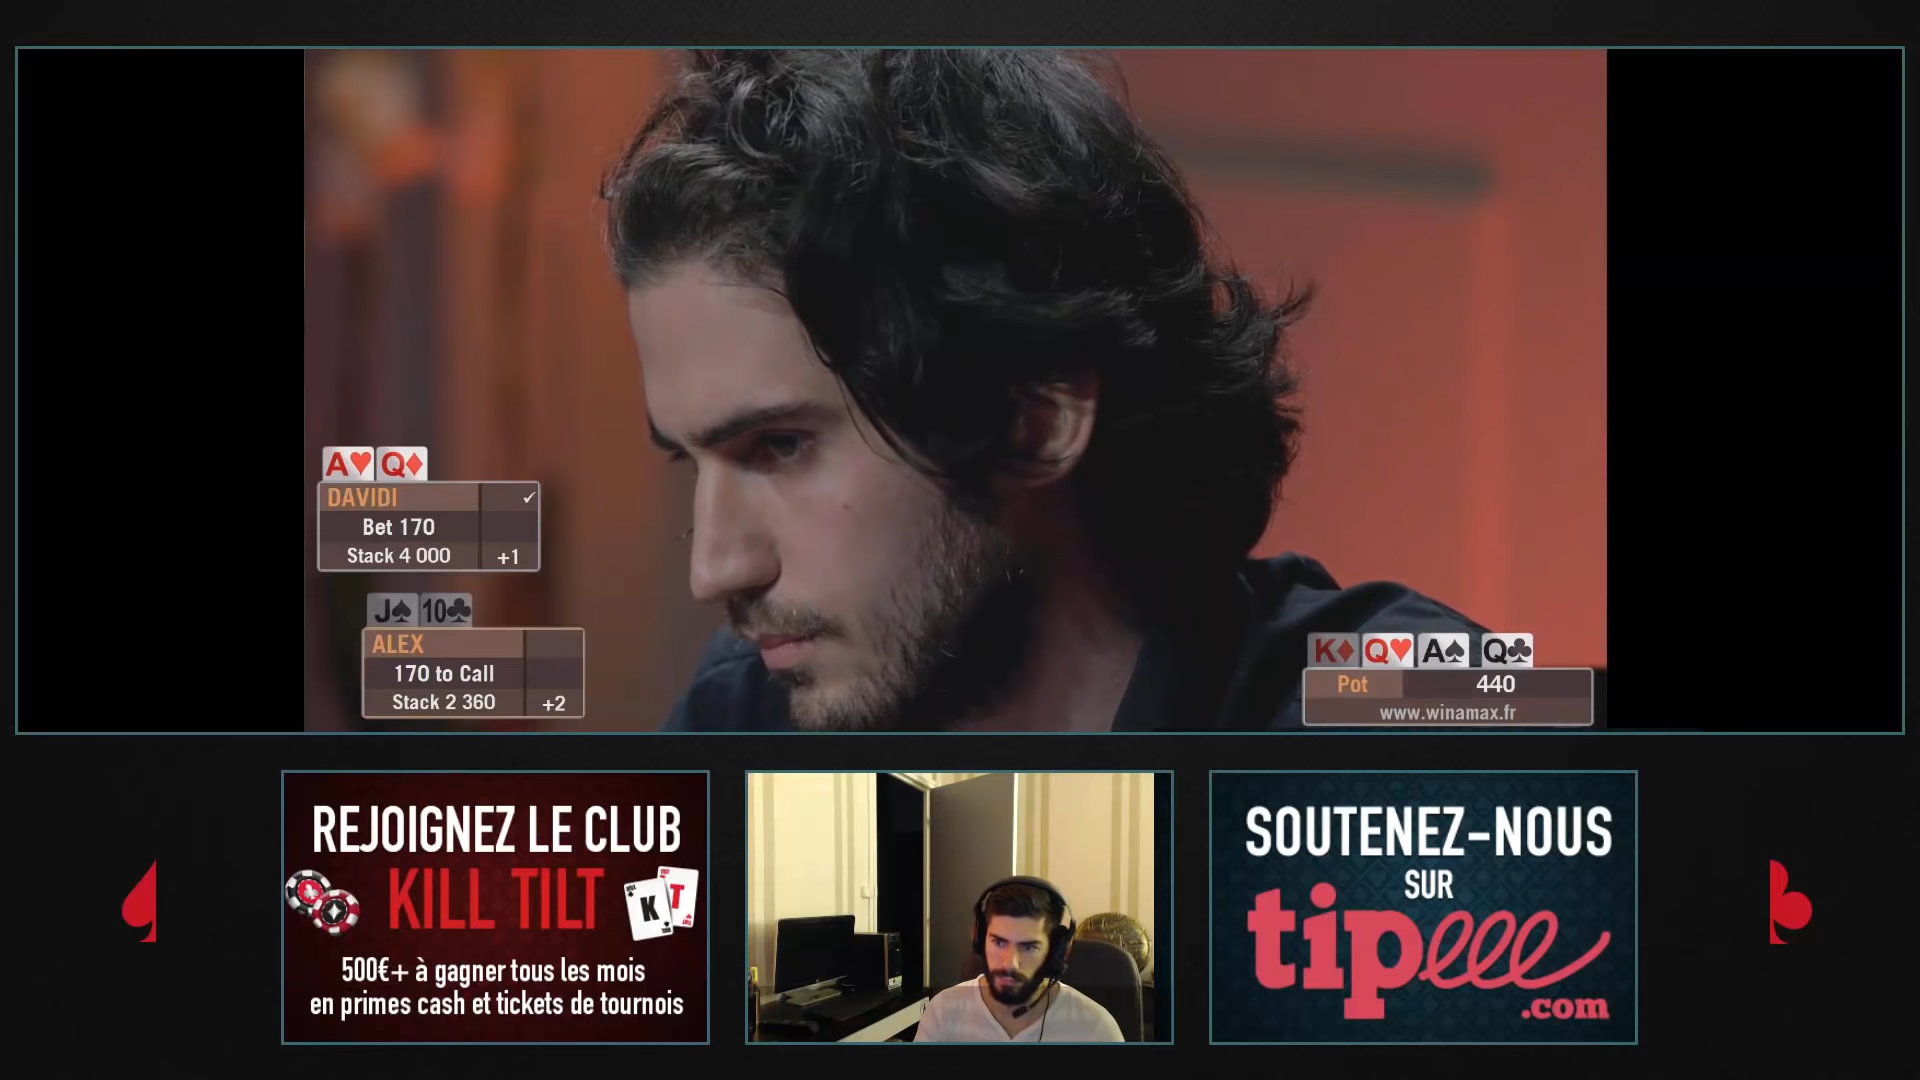 A♥ Q♦
DAVIDI ✓
Bet 170
Stack 4 000 +1
J♠ 10♣
ALEX
170 to Call
Stack 2 360 +2
K♦ Q♥ A♠ Q♣
Pot 440
www.winamax.fr
REJOIGNEZ LE CLUB
KILL TILT
K T
500€+ à gagner tous les mois
en primes cash et tickets de tournois
SOUTENEZ-NOUS
SUR
tipeee
.com